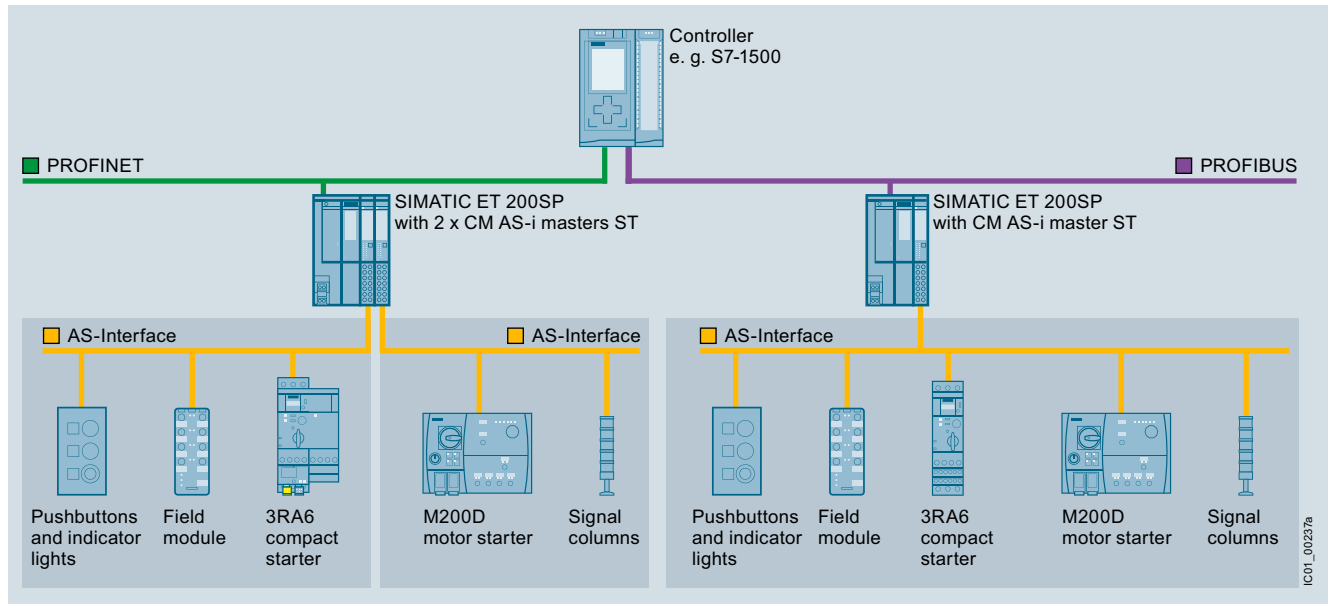 Controller
e. g. S7-1500
PROFINET
PROFIBUS
SIMATIC ET 200SP
with 2 x CM AS-i masters ST
SIMATIC ET 200SP
with CM AS-i master ST
AS-Interface
AS-Interface
AS-Interface
Pushbuttons
and indicator
lights
Field
module
3RA6
compact
starter
M200D
motor starter
Signal
columns
Pushbuttons
and indicator
lights
Field
module
3RA6
compact
starter
M200D
motor starter
Signal
columns
IC01_00237a